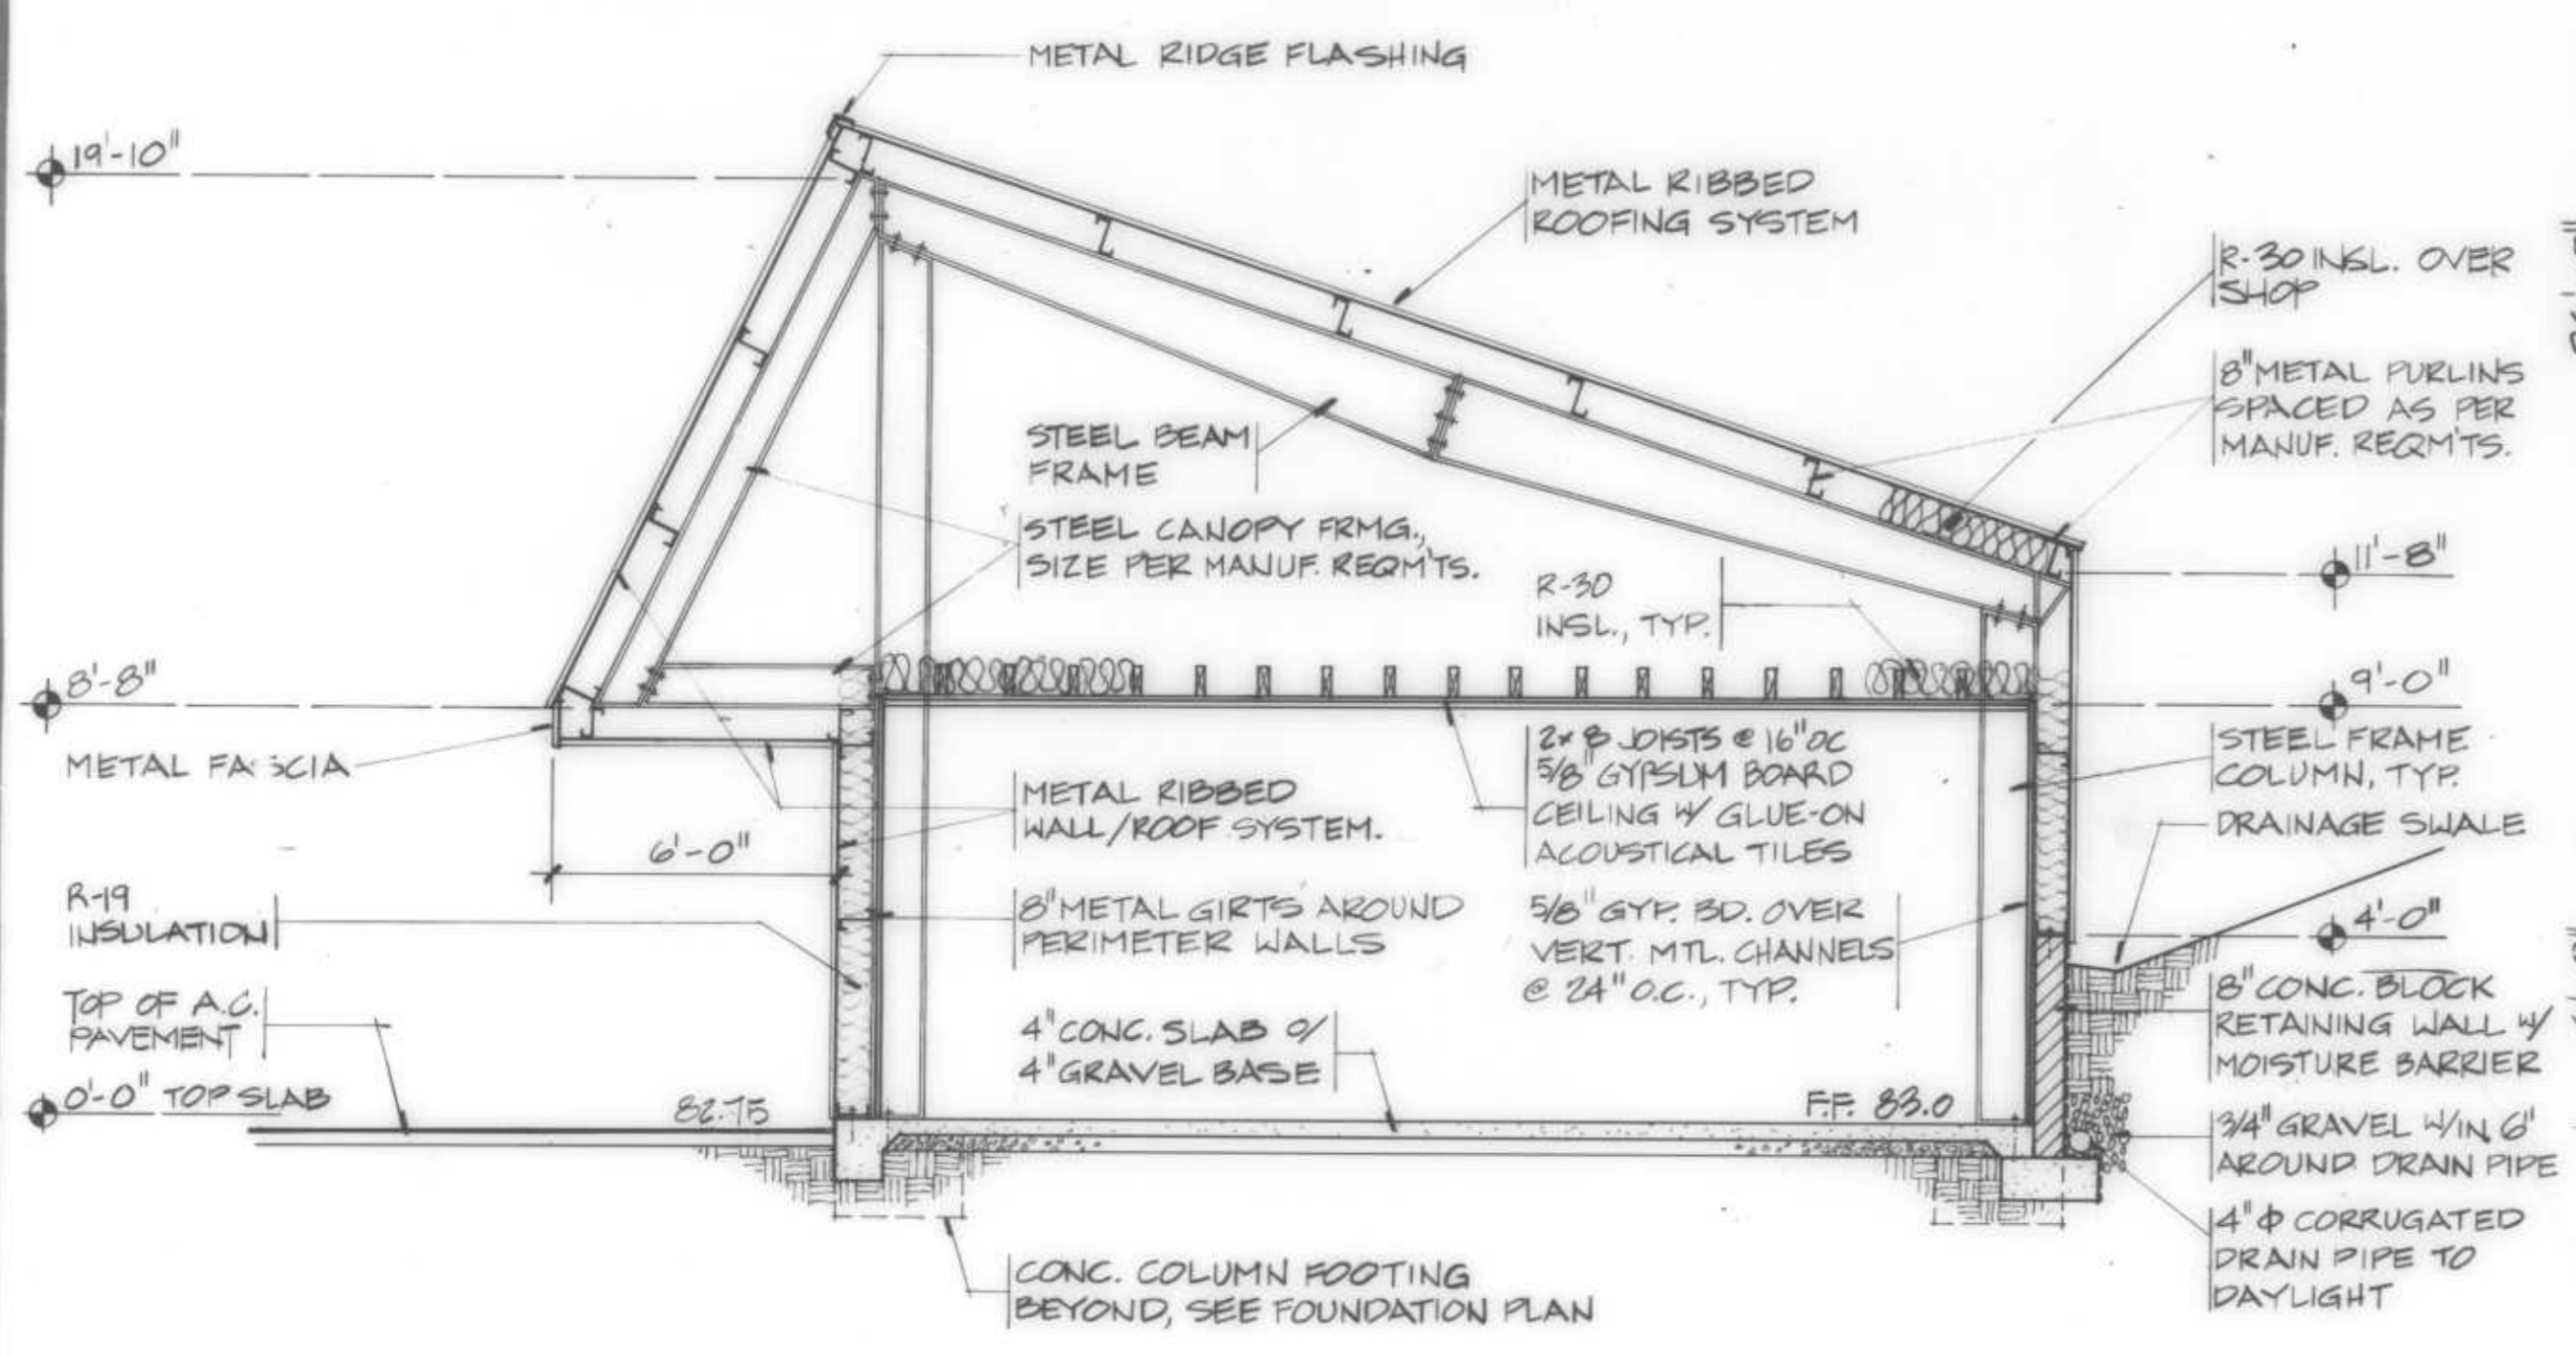 METAL RIDGE FLASHING
19'-10"
METAL RIBBED
ROOFING SYSTEM
R-30 INSL. OVER
SHOP
8" METAL PURLINS
SPACED AS PER
MANUF. REQM'TS.
STEEL BEAM
FRAME
STEEL CANOPY FRMG.,
SIZE PER MANUF. REQM'TS.
R-30
INSL., TYP.
11'-8"
8'-8"
9'-0"
METAL FASCIA
2x8 JOISTS @ 16" OC
5/8" GYPSUM BOARD
CEILING W/ GLUE-ON
ACOUSTICAL TILES
STEEL FRAME
COLUMN, TYP.
DRAINAGE SWALE
METAL RIBBED
WALL/ROOF SYSTEM.
6'-0"
R-19
INSULATION
8" METAL GIRTS AROUND
PERIMETER WALLS
5/8" GYP. BD. OVER
VERT. MTL. CHANNELS
@ 24" O.C., TYP.
4'-0"
TOP OF A.C.
PAVEMENT
4" CONC. SLAB O/
4" GRAVEL BASE
8" CONC. BLOCK
RETAINING WALL W/
MOISTURE BARRIER
0'-0" TOP SLAB
82.75
F.F. 83.0
3/4" GRAVEL W/IN 6"
AROUND DRAIN PIPE
4" Φ CORRUGATED
DRAIN PIPE TO
DAYLIGHT
CONC. COLUMN FOOTING
BEYOND, SEE FOUNDATION PLAN